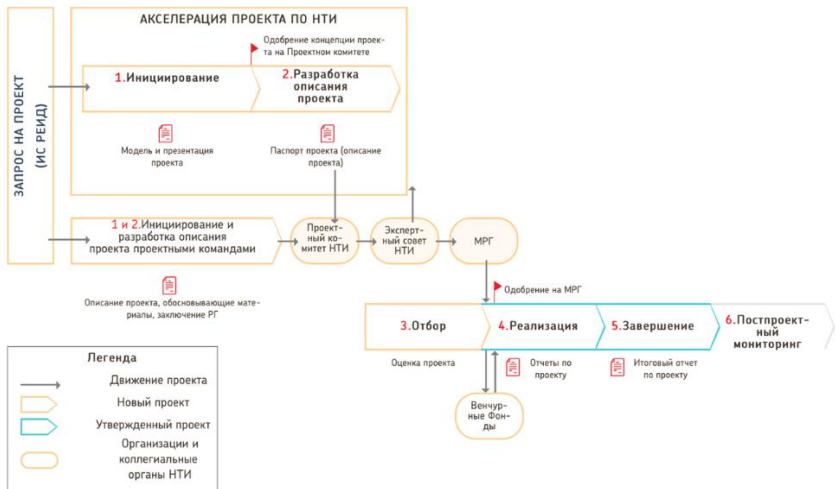 АКСЕЛЕРАЦИЯ ПРОЕКТА ПО НТИ
ЗАПРОС НА ПРОЕКТ
(ИС РЕИД)
Одобрение концепции проек-
та на Проектном комитете
1.Инициирование
2.Разработка
описания
проекта
Модель и презентация
проекта
Паспорт проекта (описание
проекта)
1 и 2.Инициирование и
разработка описания
проекта проектными командами
Проект-
ный ко-
митет НТИ
Эксперт-
ный совет
НТИ
МРГ
Описание проекта, обосновывающие мате-
риалы, заключение РГ
Одобрение на МРГ
3.Отбор
4.Реализация
5.Завершение
6.Постпроект-
ный
мониторинг
Оценка проекта
Отчеты по
проекту
Итоговый отчет
по проекту
Венчур-
ные Фон-
ды
Легенда
Движение проекта
Новый проект
Утвержденный проект
Организации и
коллегиальные
органы НТИ